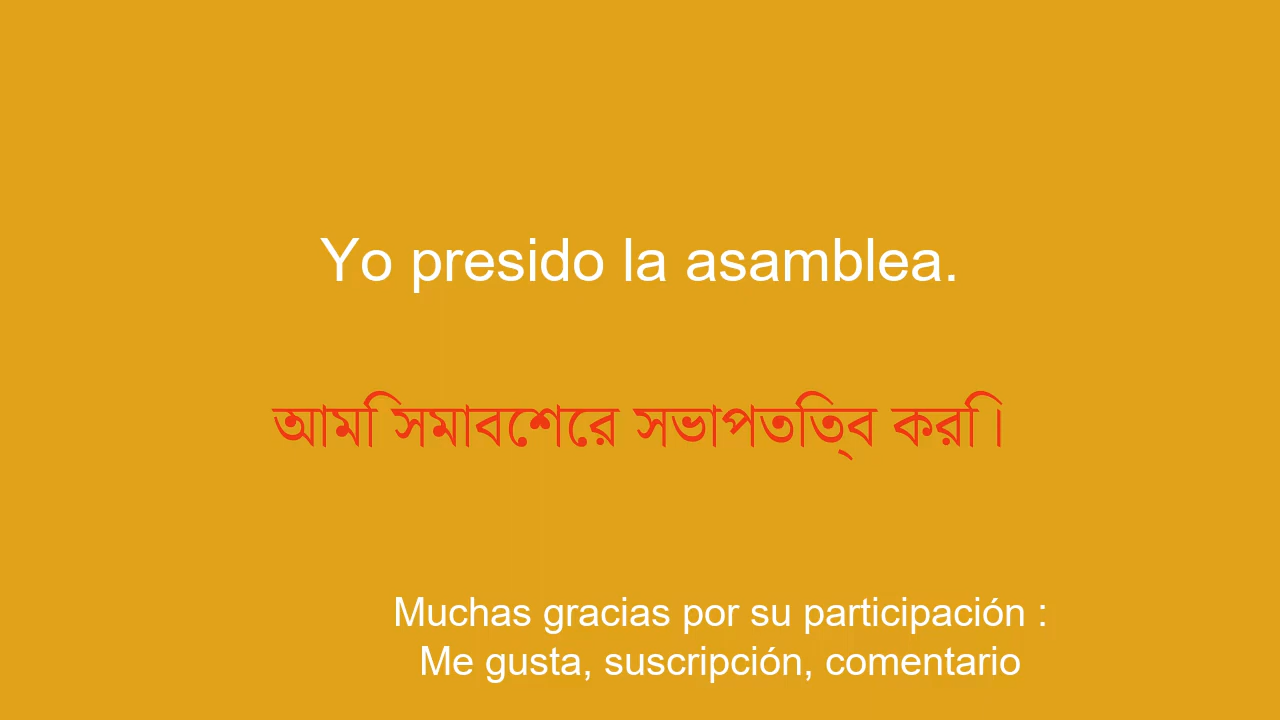 Yo presido la asamblea.
আমি সমাবেশের সভাপতিত্ব করি।
Muchas gracias por su participación :
Me gusta, suscripción, comentario